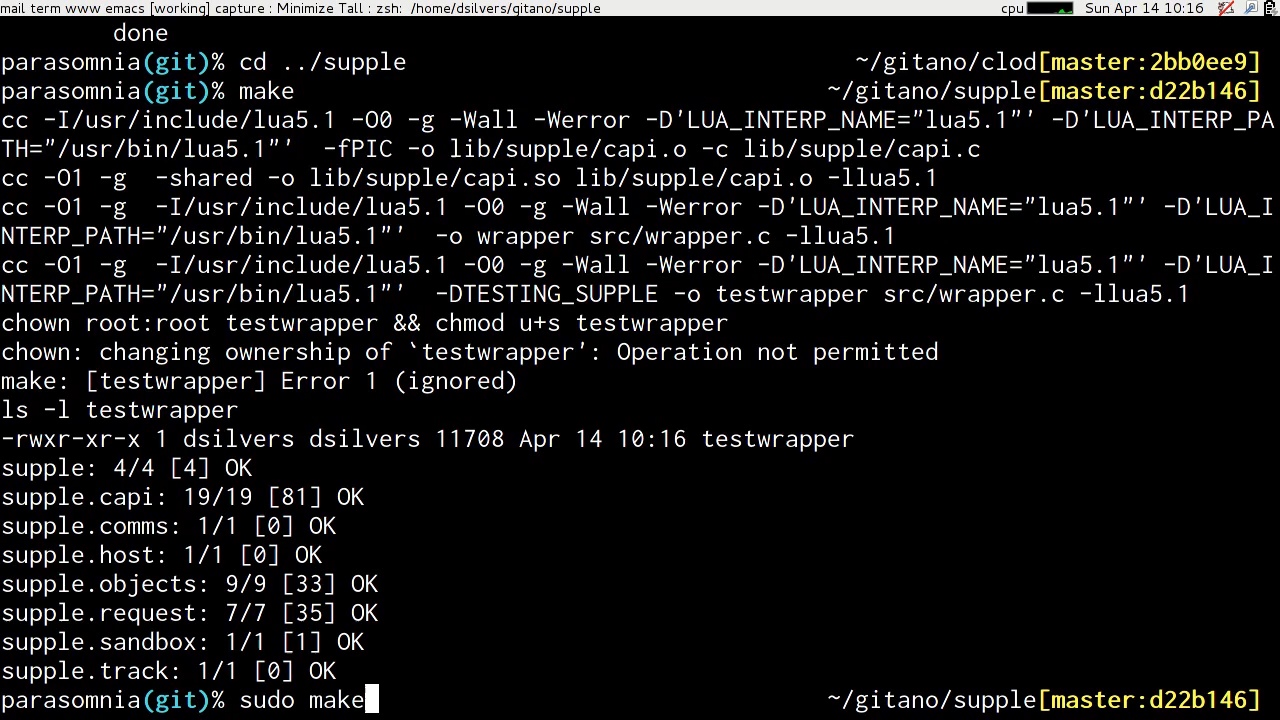 mail term www emacs [working] capture : Minimize Tall : zsh: /home/dsilvers/gitano/supple cpu Sun Apr 14 10:16
done
parasomnia(git)% cd ../supple ~/gitano/clod[master:2bb0ee9]
parasomnia(git)% make ~/gitano/supple[master:d22b146]
cc -I/usr/include/lua5.1 -O0 -g -Wall -Werror -D'LUA_INTERP_NAME="lua5.1"' -D'LUA_INTERP_PA
TH="/usr/bin/lua5.1"'  -fPIC -o lib/supple/capi.o -c lib/supple/capi.c
cc -O1 -g  -shared -o lib/supple/capi.so lib/supple/capi.o -llua5.1
cc -O1 -g  -I/usr/include/lua5.1 -O0 -g -Wall -Werror -D'LUA_INTERP_NAME="lua5.1"' -D'LUA_I
NTERP_PATH="/usr/bin/lua5.1"'  -o wrapper src/wrapper.c -llua5.1
cc -O1 -g  -I/usr/include/lua5.1 -O0 -g -Wall -Werror -D'LUA_INTERP_NAME="lua5.1"' -D'LUA_I
NTERP_PATH="/usr/bin/lua5.1"'  -DTESTING_SUPPLE -o testwrapper src/wrapper.c -llua5.1
chown root:root testwrapper && chmod u+s testwrapper
chown: changing ownership of `testwrapper': Operation not permitted
make: [testwrapper] Error 1 (ignored)
ls -l testwrapper
-rwxr-xr-x 1 dsilvers dsilvers 11708 Apr 14 10:16 testwrapper
supple: 4/4 [4] OK
supple.capi: 19/19 [81] OK
supple.comms: 1/1 [0] OK
supple.host: 1/1 [0] OK
supple.objects: 9/9 [33] OK
supple.request: 7/7 [35] OK
supple.sandbox: 1/1 [1] OK
supple.track: 1/1 [0] OK
parasomnia(git)% sudo make ~/gitano/supple[master:d22b146]